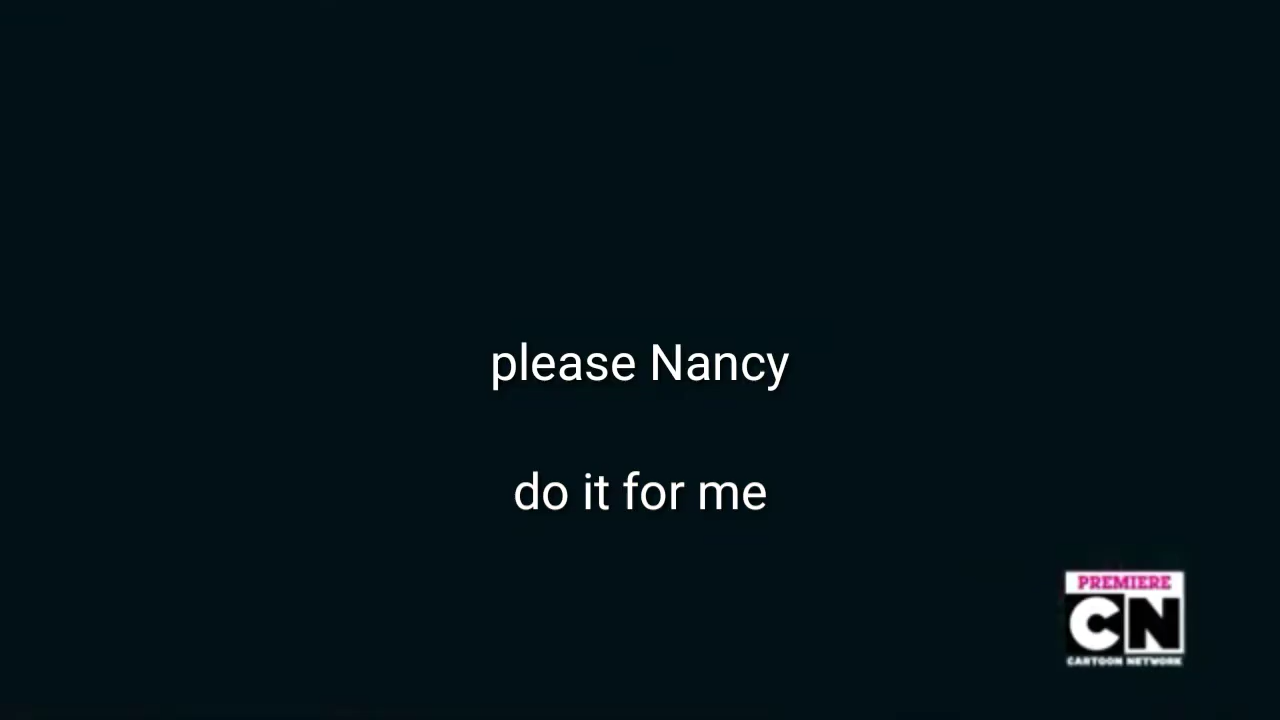 please Nancy
do it for me
PREMIERE
CN
CARTOON NETWORK